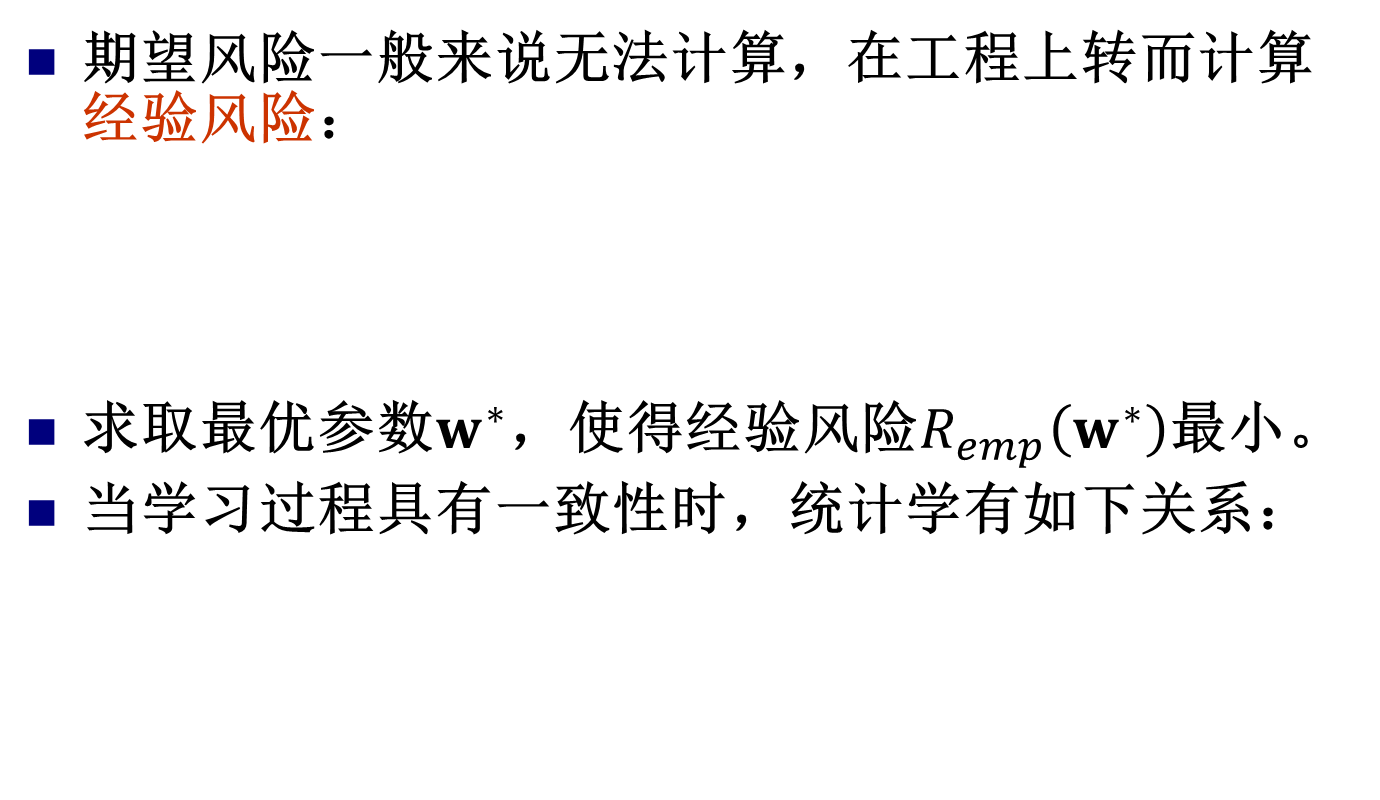 ■ 期望风险一般来说无法计算，在工程上转而计算
经验风险：
■ 求取最优参数𝐰*，使得经验风险𝑅ₑₘₚ(𝐰*)最小。
■ 当学习过程具有一致性时，统计学有如下关系：